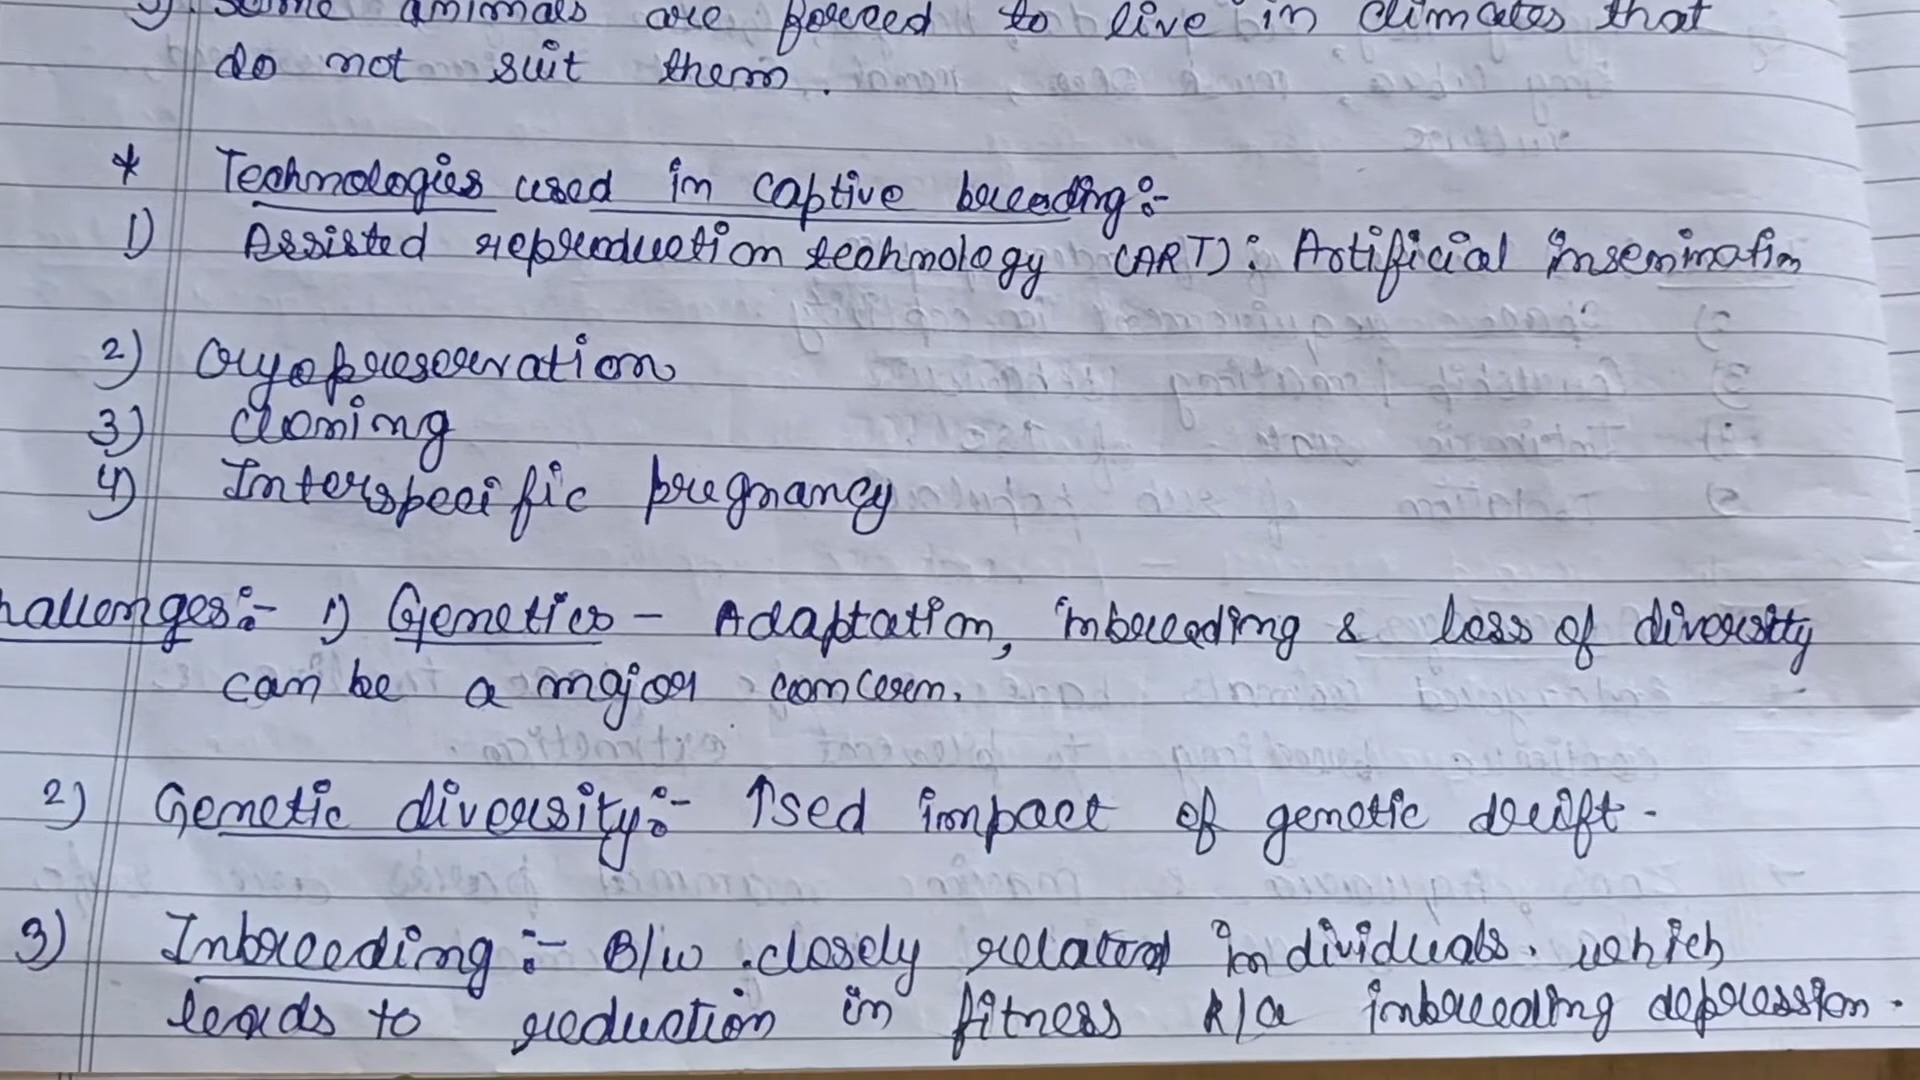 5) Some animals are forced to live in climates that
do not suit them.
* Technologies used in captive breeding:-
1) Assisted reproduction technology (ART): Artificial insemination
2) Cryopreservation
3) Cloning
4) Interspecific pregnancy
hallenges:- 1) Genetics - Adaptation, inbreeding & loss of diversity
can be a major concern.
2) Genetic diversity:- ↑sed impact of genetic drift.
3) Inbreeding:- B/w closely related individuals. which
leads to reduction in fitness k/a inbreeding depression.